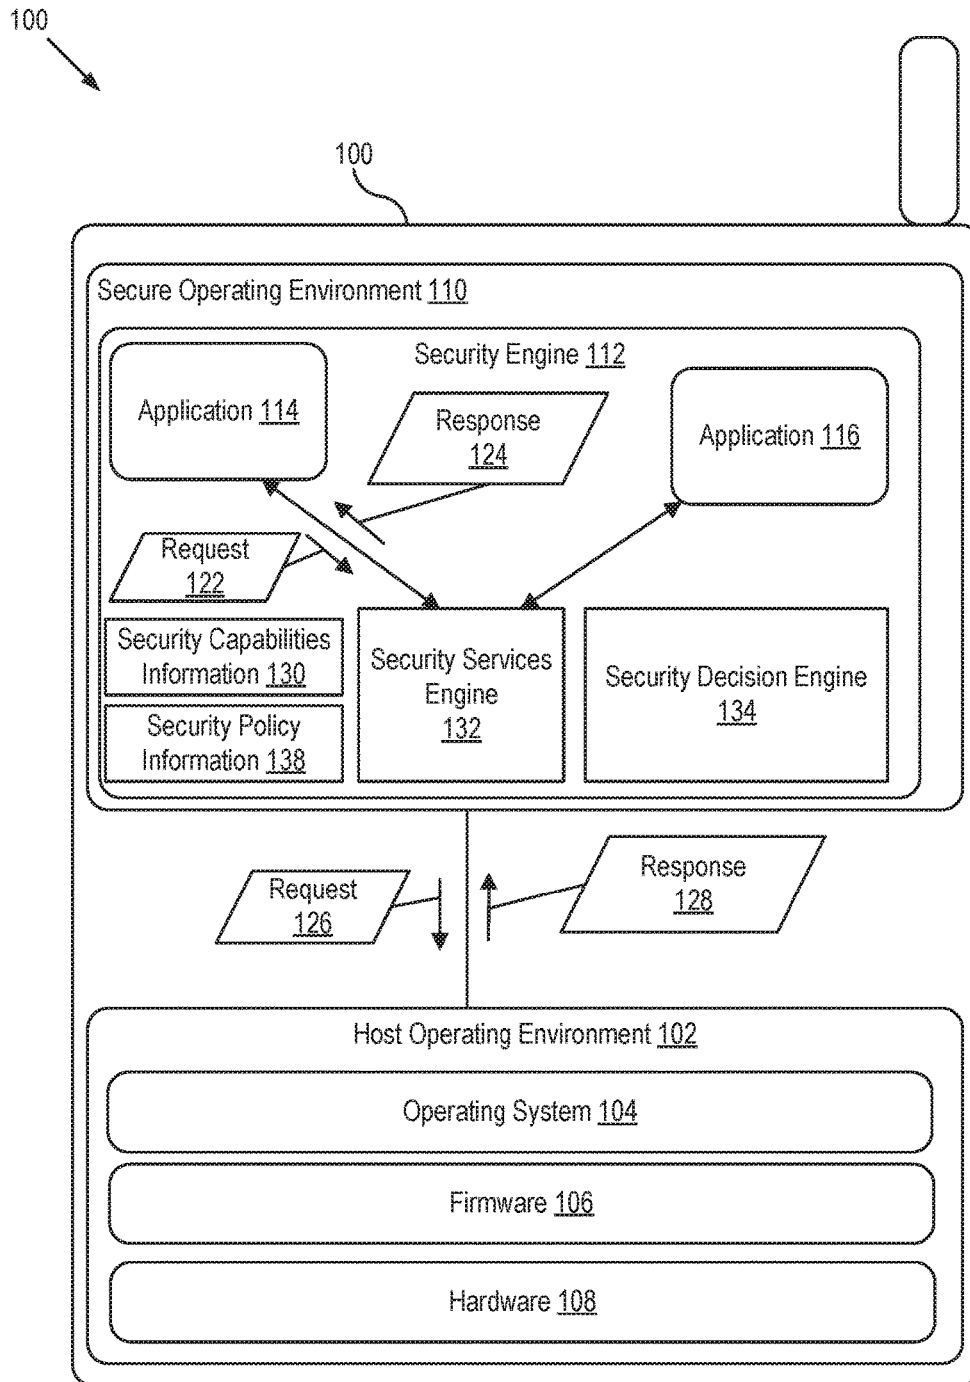 100
100
Secure Operating Environment 110
Security Engine 112
Application 114
Response
124
Application 116
Request
122
Security Capabilities
Information 130
Security Policy
Information 138
Security Services
Engine
132
Security Decision Engine
134
Request
126
Response
128
Host Operating Environment 102
Operating System 104
Firmware 106
Hardware 108